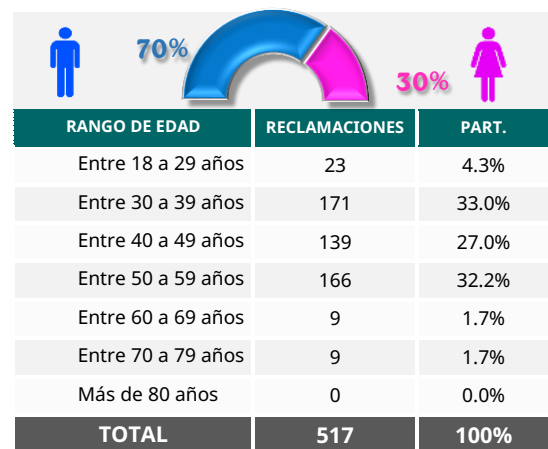 70%
30%
RANGO DE EDAD RECLAMACIONES PART.
Entre 18 a 29 años 23 4.3%
Entre 30 a 39 años 171 33.0%
Entre 40 a 49 años 139 27.0%
Entre 50 a 59 años 166 32.2%
Entre 60 a 69 años 9 1.7%
Entre 70 a 79 años 9 1.7%
Más de 80 años 0 0.0%
TOTAL 517 100%